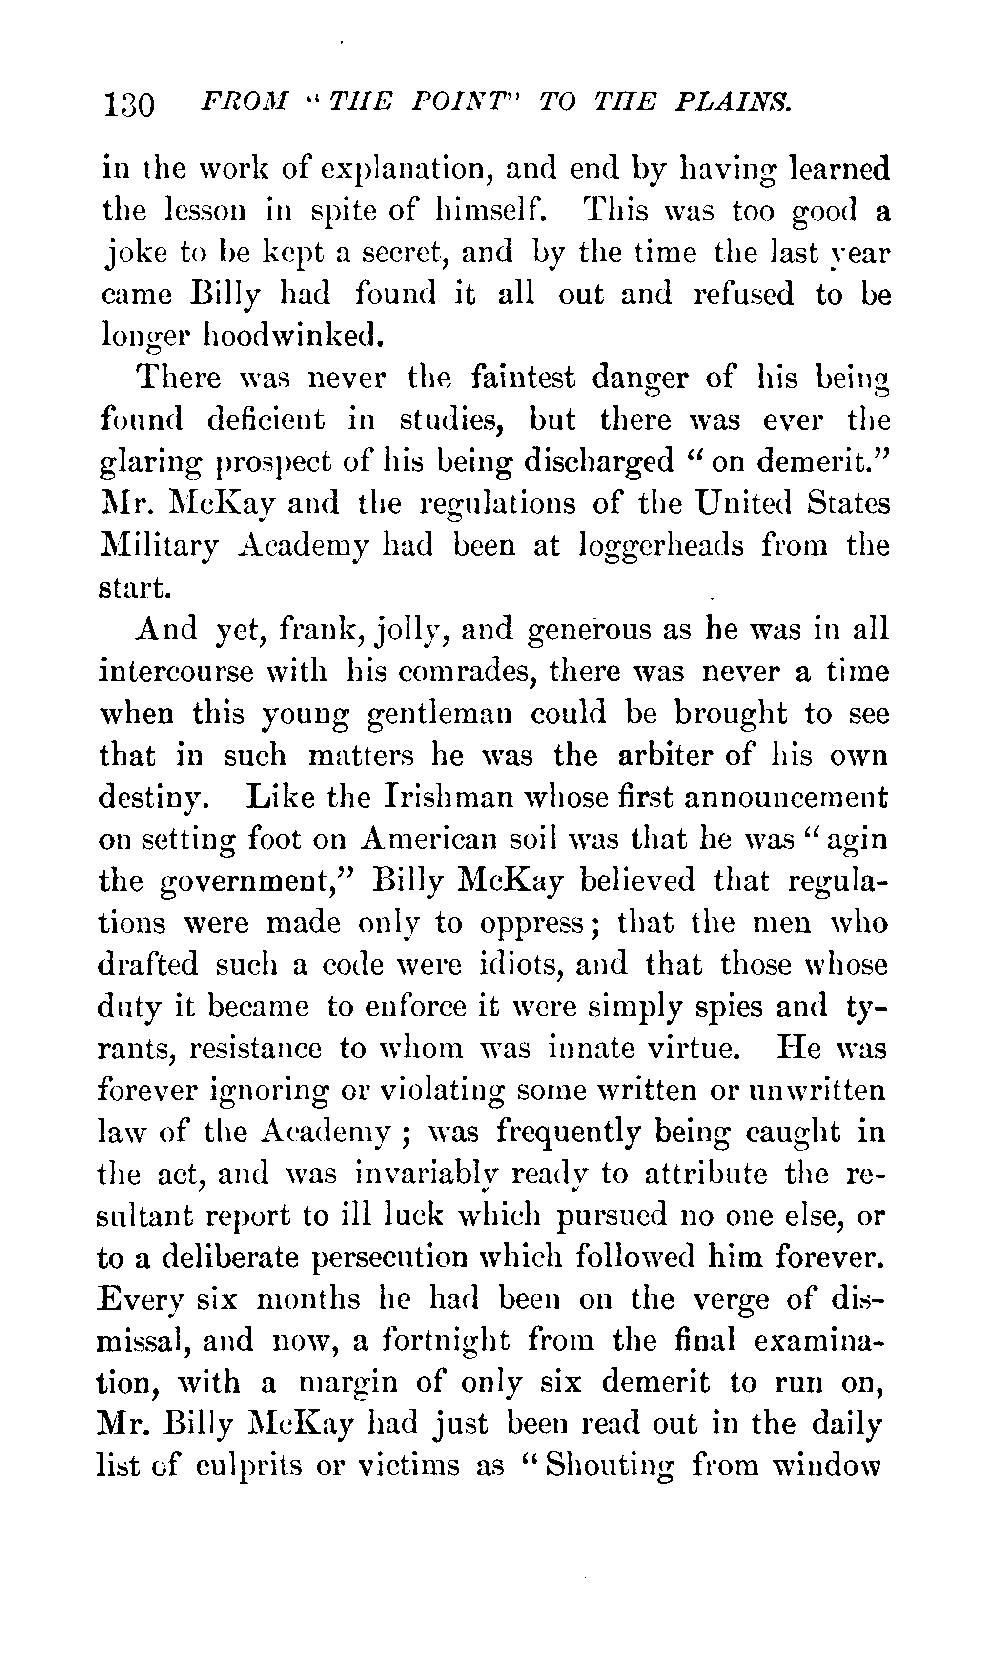 130 FROM "THE POINT" TO THE PLAINS.
in the work of explanation, and end by having learned
the lesson in spite of himself. This was too good a
joke to be kept a secret, and by the time the last year
came Billy had found it all out and refused to be
longer hoodwinked.
There was never the faintest danger of his being
found deficient in studies, but there was ever the
glaring prospect of his being discharged "on demerit."
Mr. McKay and the regulations of the United States
Military Academy had been at loggerheads from the
start.
And yet, frank, jolly, and generous as he was in all
intercourse with his comrades, there was never a time
when this young gentleman could be brought to see
that in such matters he was the arbiter of his own
destiny. Like the Irishman whose first announcement
on setting foot on American soil was that he was "agin
the government," Billy McKay believed that regula-
tions were made only to oppress; that the men who
drafted such a code were idiots, and that those whose
duty it became to enforce it were simply spies and ty-
rants, resistance to whom was innate virtue. He was
forever ignoring or violating some written or unwritten
law of the Academy; was frequently being caught in
the act, and was invariably ready to attribute the re-
sultant report to ill luck which pursued no one else, or
to a deliberate persecution which followed him forever.
Every six months he had been on the verge of dis-
missal, and now, a fortnight from the final examina-
tion, with a margin of only six demerit to run on,
Mr. Billy McKay had just been read out in the daily
list of culprits or victims as "Shouting from window